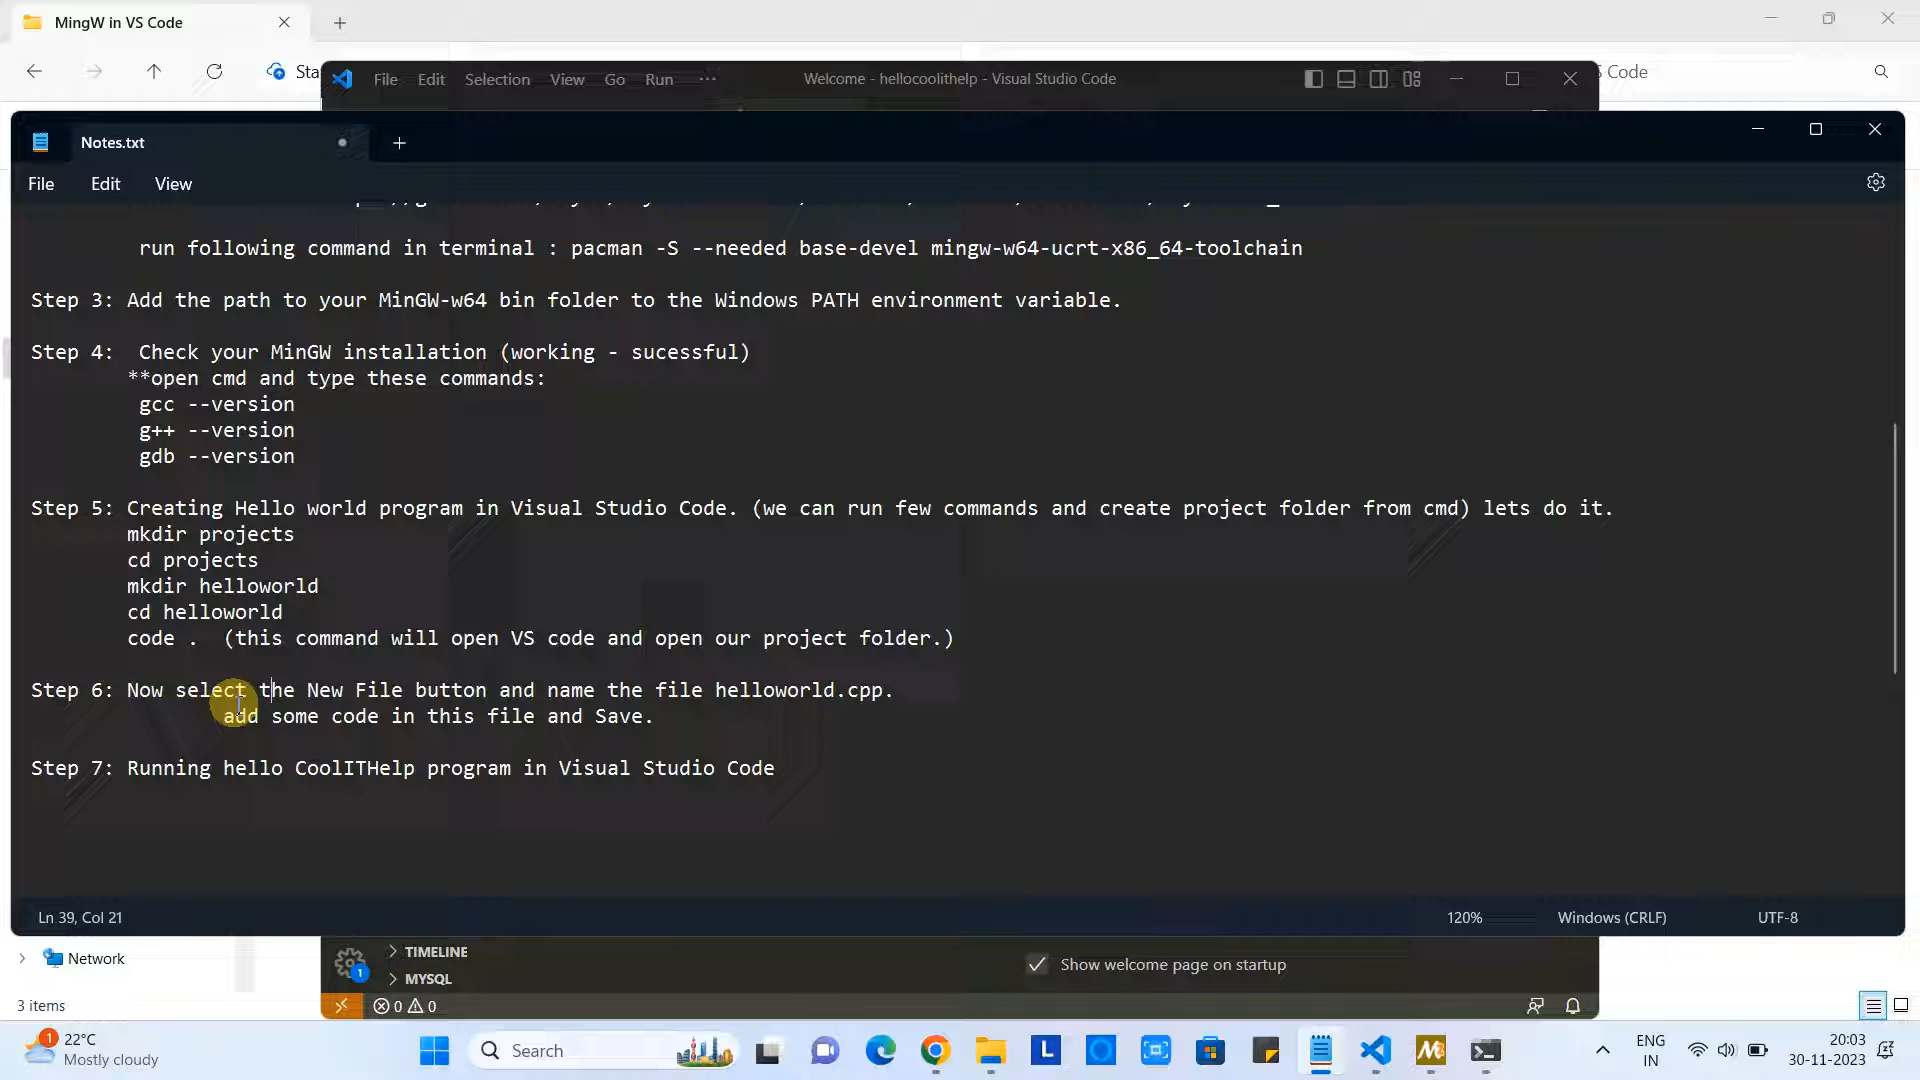 MingW in VS Code
Sta
File Edit Selection View Go Run ···
Welcome - hellocoolithelp - Visual Studio Code
Code
Notes.txt
File Edit View
run following command in terminal : pacman -S --needed base-devel mingw-w64-ucrt-x86_64-toolchain
Step 3: Add the path to your MinGW-w64 bin folder to the Windows PATH environment variable.
Step 4: Check your MinGW installation (working - sucessful)
**open cmd and type these commands:
gcc --version
g++ --version
gdb --version
Step 5: Creating Hello world program in Visual Studio Code. (we can run few commands and create project folder from cmd) lets do it.
mkdir projects
cd projects
mkdir helloworld
cd helloworld
code . (this command will open VS code and open our project folder.)
Step 6: Now select the New File button and name the file helloworld.cpp.
add some code in this file and Save.
Step 7: Running hello CoolITHelp program in Visual Studio Code
Ln 39, Col 21
120%
Windows (CRLF)
UTF-8
Network
TIMELINE
MYSQL
1
Show welcome page on startup
3 items
0 0
1
22°C
Mostly cloudy
Search
L
ENG
IN
20:03
30-11-2023